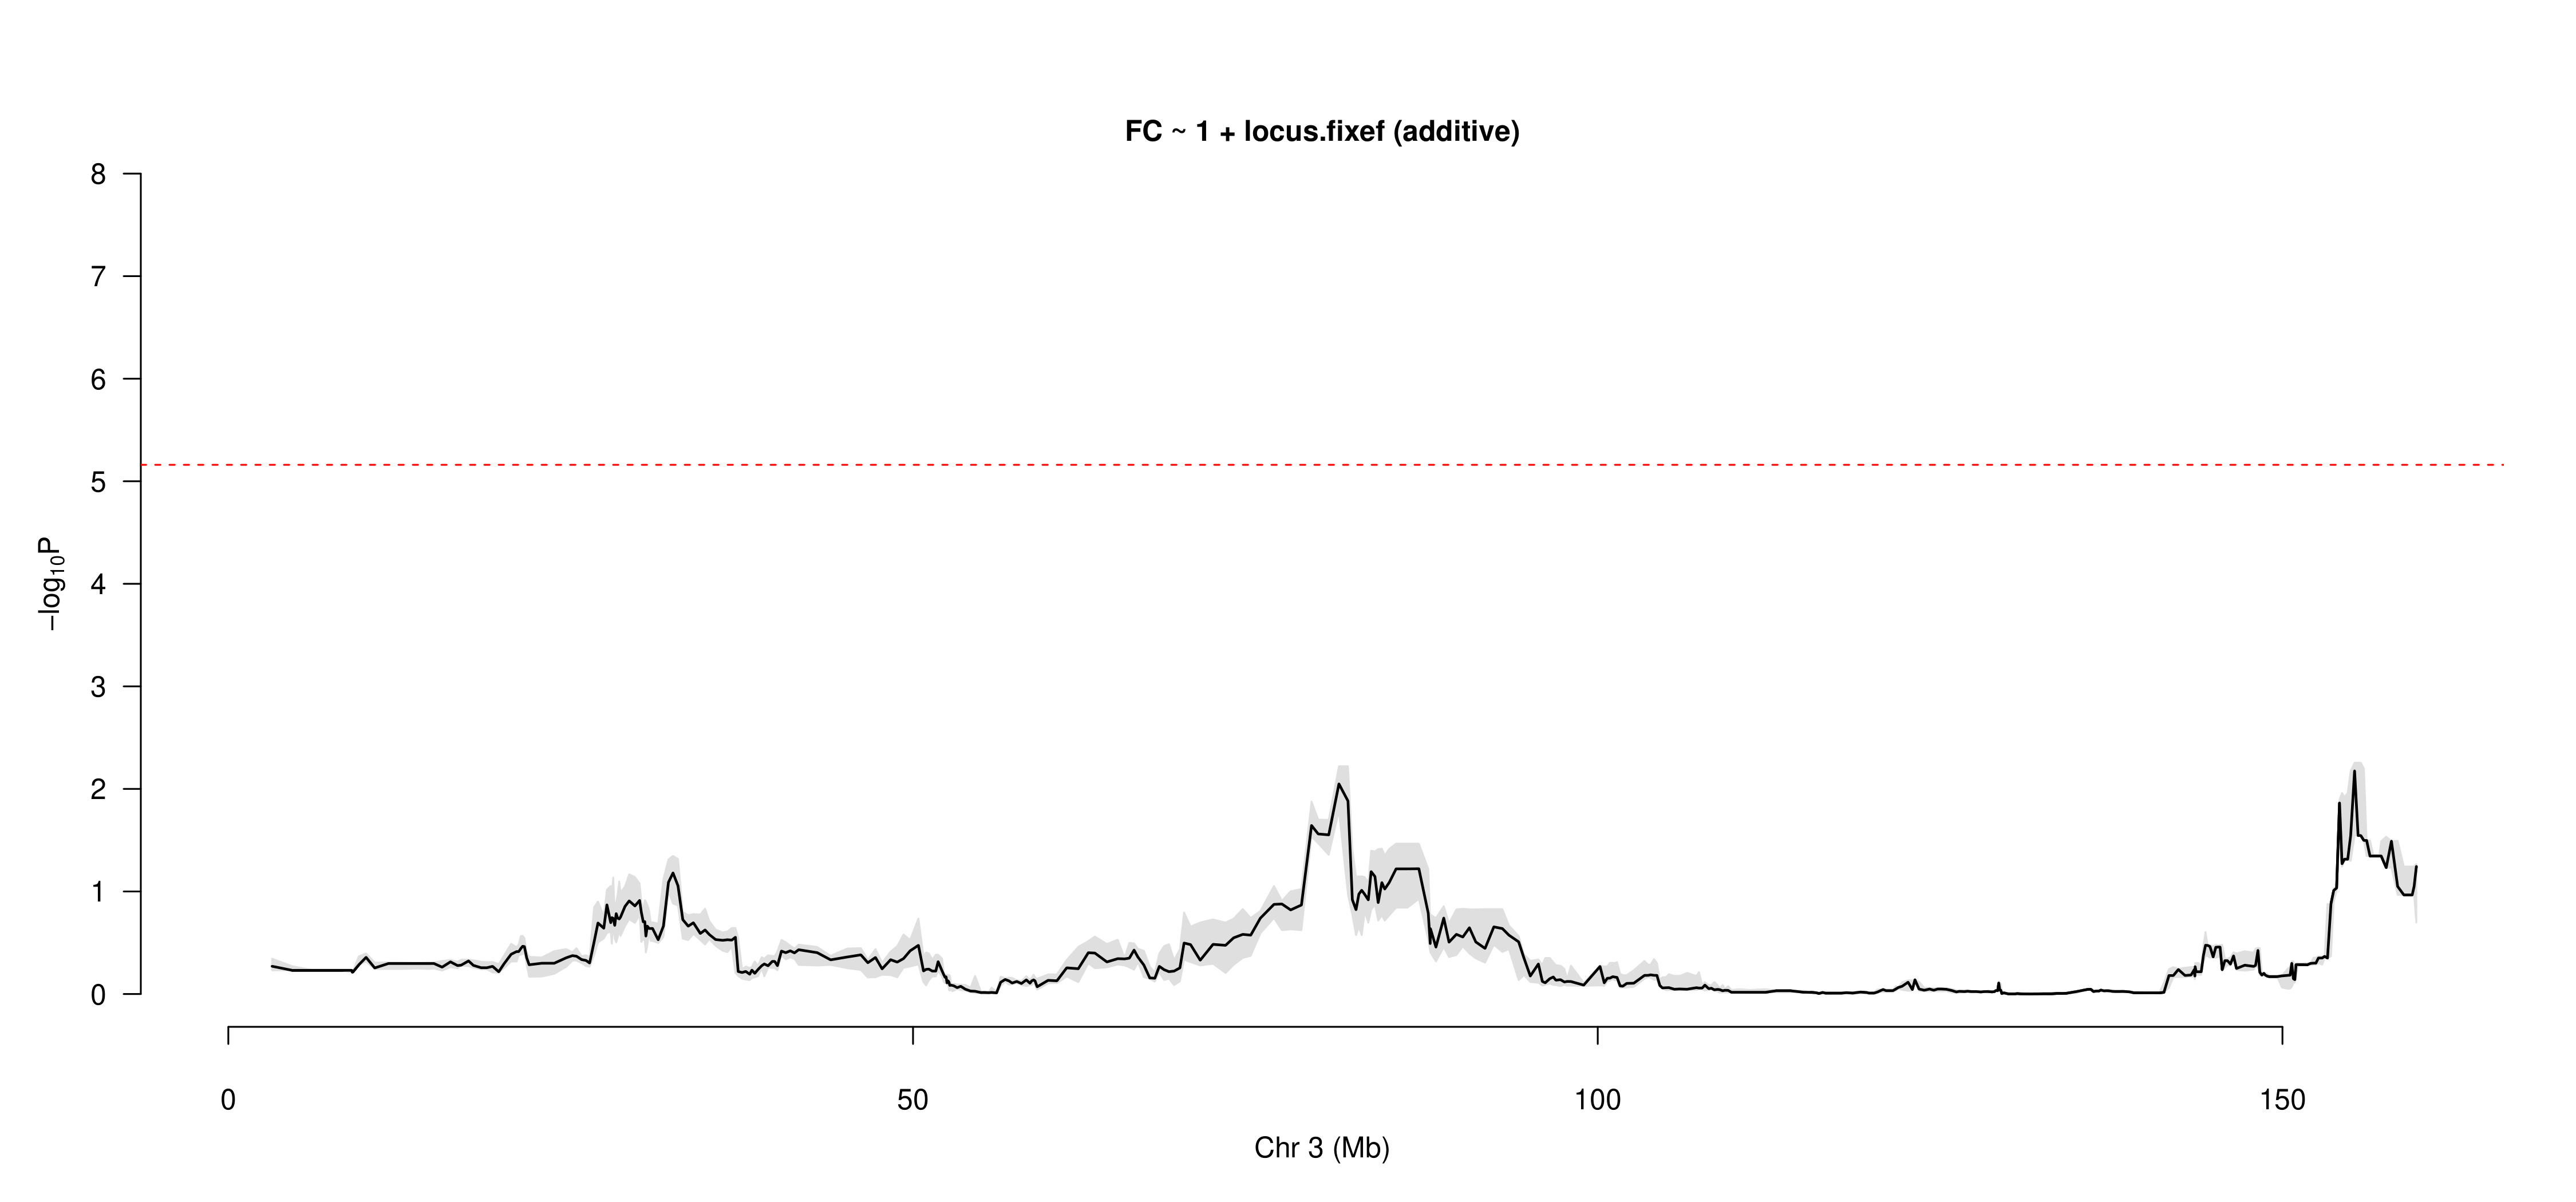 FC ~ 1 + locus.fixef (additive)
8
7
6
5
4
3
2
1
0
−log10P
0 50 100 150
Chr 3 (Mb)